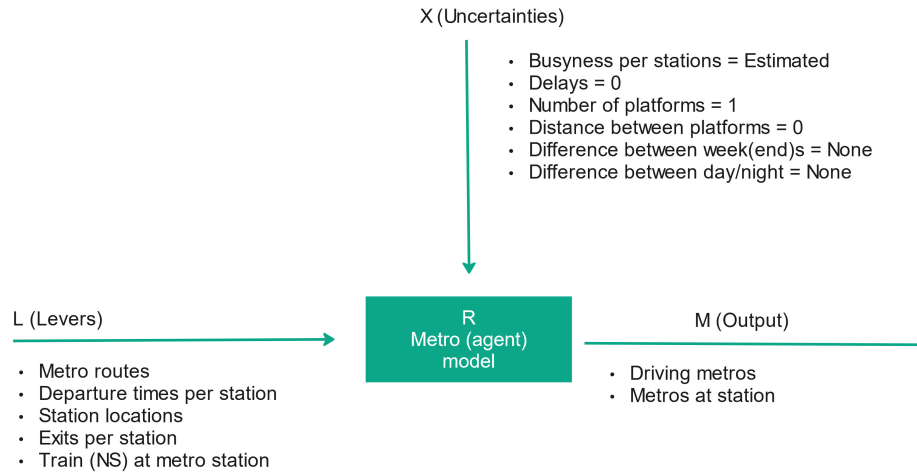 X (Uncertainties)
• Busyness per stations = Estimated
• Delays = 0
• Number of platforms = 1
• Distance between platforms = 0
• Difference between week(end)s = None
• Difference between day/night = None
L (Levers)
R
Metro (agent)
model
M (Output)
• Metro routes
• Departure times per station
• Station locations
• Exits per station
• Train (NS) at metro station
• Driving metros
• Metros at station